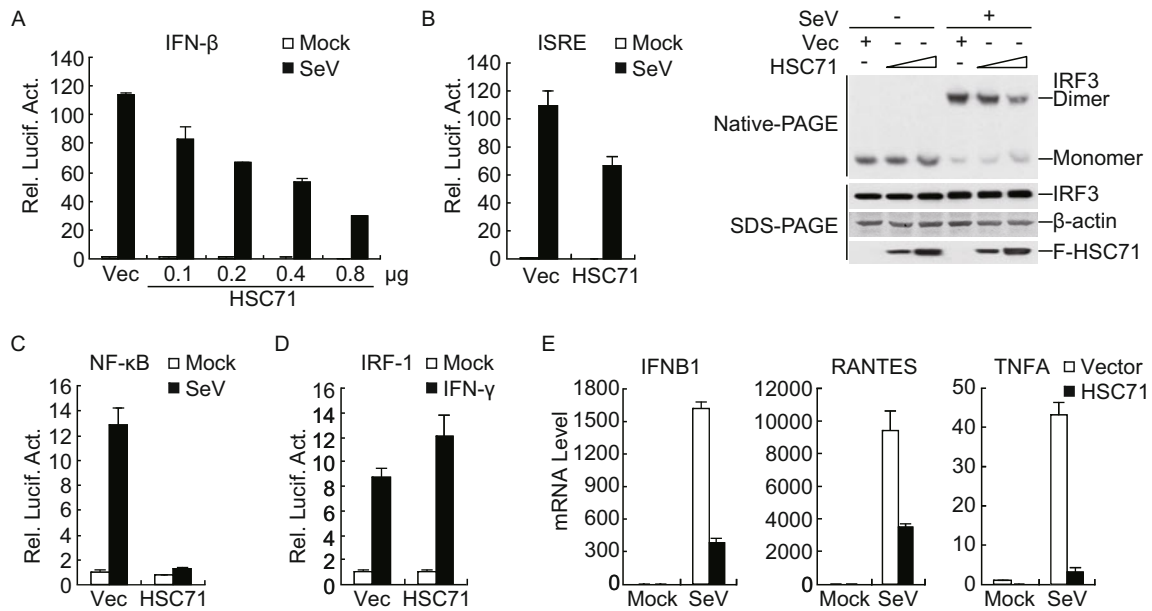 A
IFN-β
Mock
SeV
Rel. Lucif. Act.
140
120
100
80
60
40
20
0
Vec 0.1 0.2 0.4 0.8 μg
HSC71
B
ISRE
Mock
SeV
Rel. Lucif. Act.
140
120
100
80
60
40
20
0
Vec HSC71
SeV - +
Vec + - - + - -
HSC71 - -
Native-PAGE
IRF3
Dimer
Monomer
SDS-PAGE
IRF3
β-actin
F-HSC71
C
NF-κB
Mock
SeV
Rel. Lucif. Act.
16
14
12
10
8
6
4
2
0
Vec HSC71
D
IRF-1
Mock
IFN-γ
Rel. Lucif. Act.
16
14
12
10
8
6
4
2
0
Vec HSC71
E
IFNB1
mRNA Level
1800
1500
1200
900
600
300
0
Mock SeV
RANTES
12000
10000
8000
6000
4000
2000
0
Mock SeV
TNFA
Vector
HSC71
50
40
30
20
10
0
Mock SeV